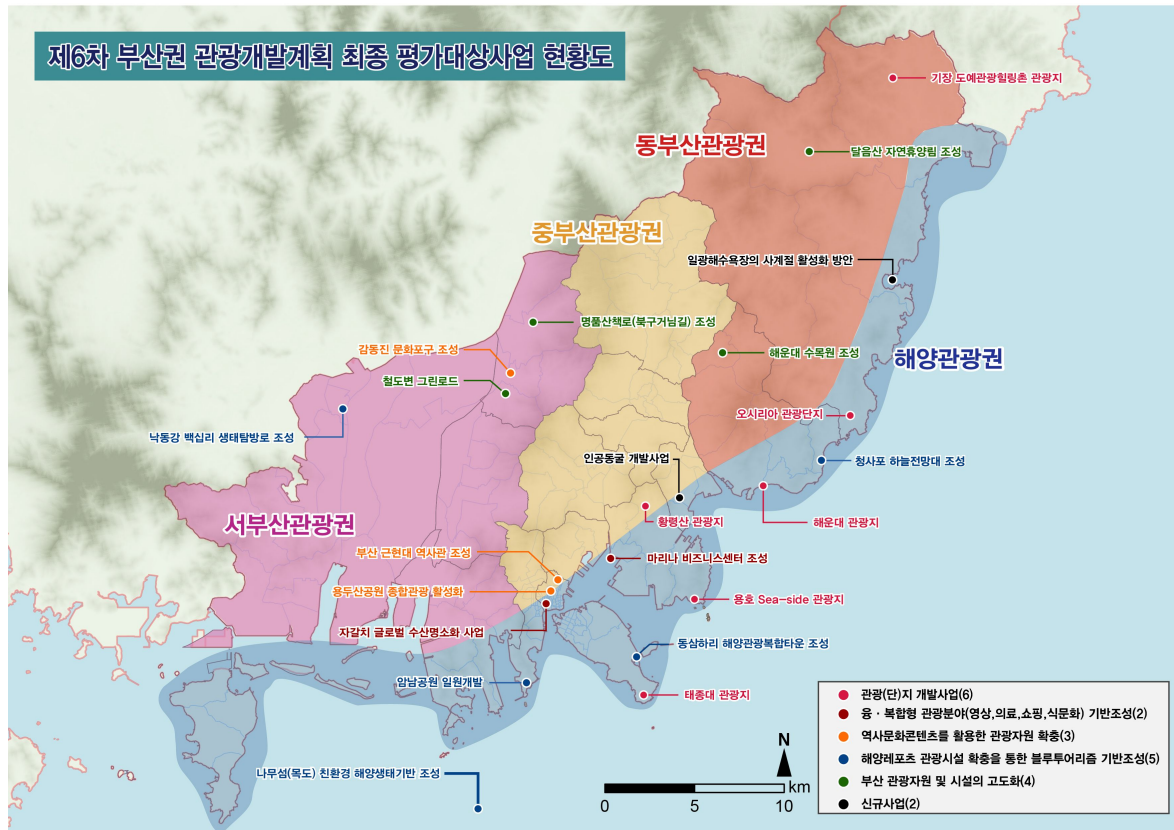 제6차 부산권 관광개발계획 최종 평가대상사업 현황도
기장 도예관광힐링촌 관광지
동부산관광권
달음산 자연휴양림 조성
중부산관광권
일광해수욕장의 사계절 활성화 방안
명품산책로(북구거님길) 조성
감동진 문화포구 조성
해운대 수목원 조성
해양관광권
철도변 그린로드
오시리아 관광단지
낙동강 백십리 생태탐방로 조성
인공동굴 개발사업
청사포 하늘전망대 조성
서부산관광권
황령산 관광지
해운대 관광지
부산 근현대 역사관 조성
마리나 비즈니스센터 조성
용두산공원 종합관광 활성화
용호 Sea-side 관광지
자갈치 글로벌 수산명소화 사업
동삼하리 해양관광복합타운 조성
암남공원 일원개발
태종대 관광지
나무섬(목도) 친환경 해양생태기반 조성
N
km
0 5 10
관광(단)지 개발사업(6)
융ㆍ복합형 관광분야(영상,의료,쇼핑,식문화) 기반조성(2)
역사문화콘텐츠를 활용한 관광자원 확충(3)
해양레포츠 관광시설 확충을 통한 블루투어리즘 기반조성(5)
부산 관광자원 및 시설의 고도화(4)
신규사업(2)